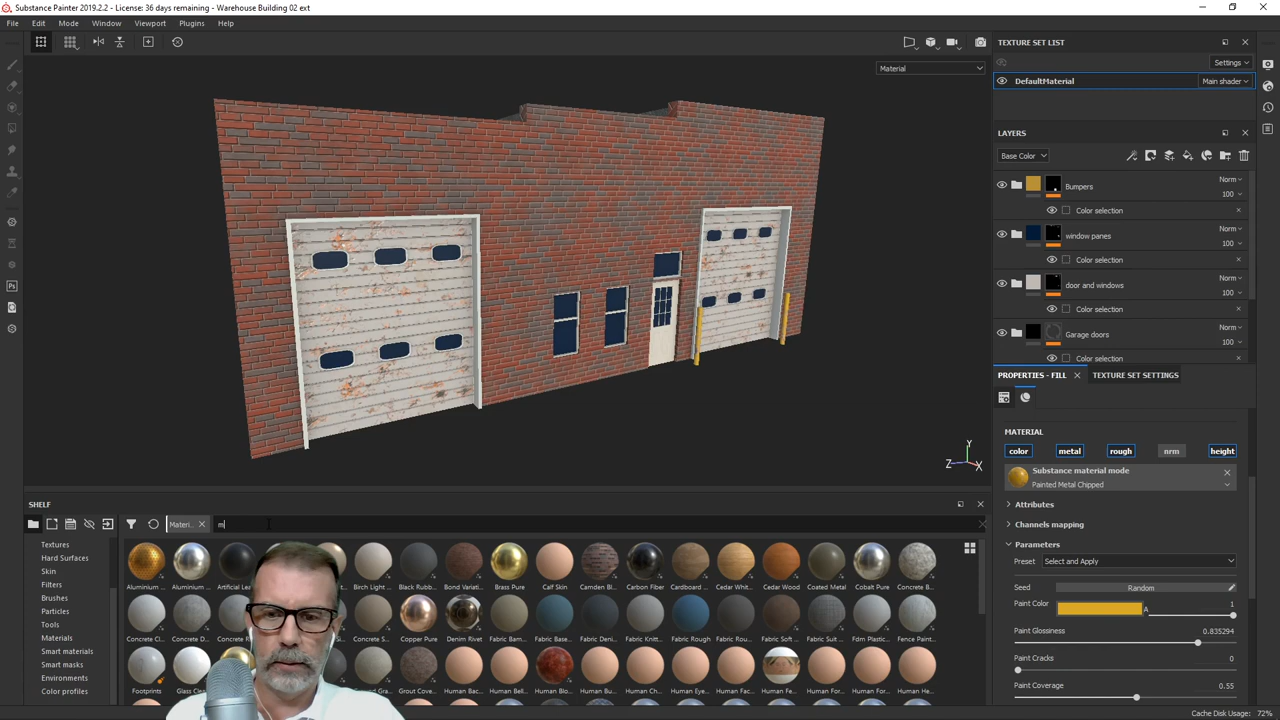 Substance Painter 2019.2.2 - License: 36 days remaining - Warehouse Building 02 ext
File Edit Mode Window Viewport Plugins Help
Material
TEXTURE SET LIST
Settings
DefaultMaterial Main shader
LAYERS
Base Color
Bumpers Norm
100
Color selection
window panes Norm
100
Color selection
door and windows Norm
100
Color selection
Garage doors Norm
100
Color selection
PROPERTIES - FILL TEXTURE SET SETTINGS
MATERIAL
color metal rough nrm height
Substance material mode
Painted Metal Chipped
Attributes
Channels mapping
Parameters
Preset Select and Apply
Seed Random
Paint Color A 1
Paint Glossiness 0.835294
Paint Cracks 0
Paint Coverage 0.55
Y
Z X
Ps
SHELF
Materi... m
Textures
Hard Surfaces
Skin
Filters
Brushes
Particles
Tools
Materials
Smart materials
Smart masks
Environments
Color profiles
Aluminium ... Aluminium ... Artificial Lea... Birch Light ... Black Rubb... Bond Variati... Brass Pure Calf Skin Camden Bl... Carbon Fiber Cardboard ... Cedar Whit... Cedar Wood Coated Metal Cobalt Pure Concrete B...
Concrete Cl... Concrete D... Concrete S... Copper Pure Denim Rivet Fabric Barn... Fabric Base... Fabric Deni... Fabric Knitt... Fabric Rou... Fabric Rou... Fabric Soft ... Fabric Suit ... Fdm Plastic... Fence Paint...
Footprints Glass Clea... Grout Cove... Human Bac... Human Bell... Human Blo... Human Bu... Human Ch... Human Eye... Human Fac... Human Fe... Human For... Human For... Human He...
Cache Disk Usage: 72%